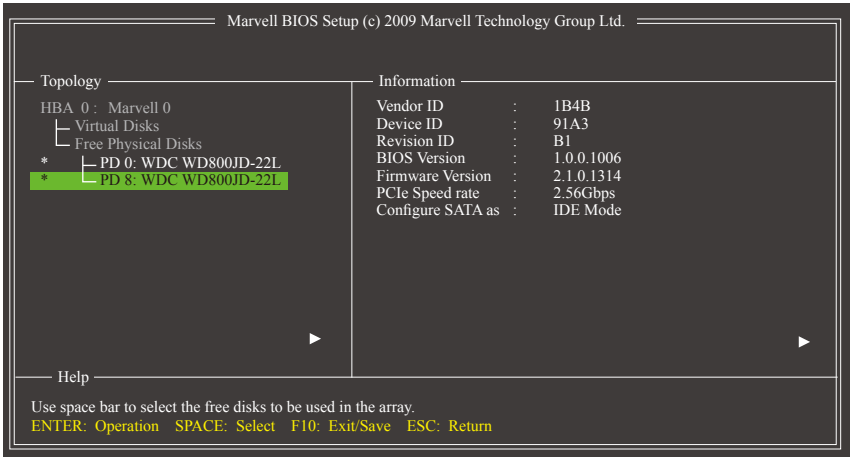 Marvell BIOS Setup (c) 2009 Marvell Technology Group Ltd.
Topology
HBA 0 : Marvell 0
Virtual Disks
Free Physical Disks
* PD 0: WDC WD800JD-22L
* PD 8: WDC WD800JD-22L
Information
Vendor ID : 1B4B
Device ID : 91A3
Revision ID : B1
BIOS Version : 1.0.0.1006
Firmware Version : 2.1.0.1314
PCIe Speed rate : 2.56Gbps
Configure SATA as : IDE Mode
Help
Use space bar to select the free disks to be used in the array.
ENTER: Operation SPACE: Select F10: Exit/Save ESC: Return